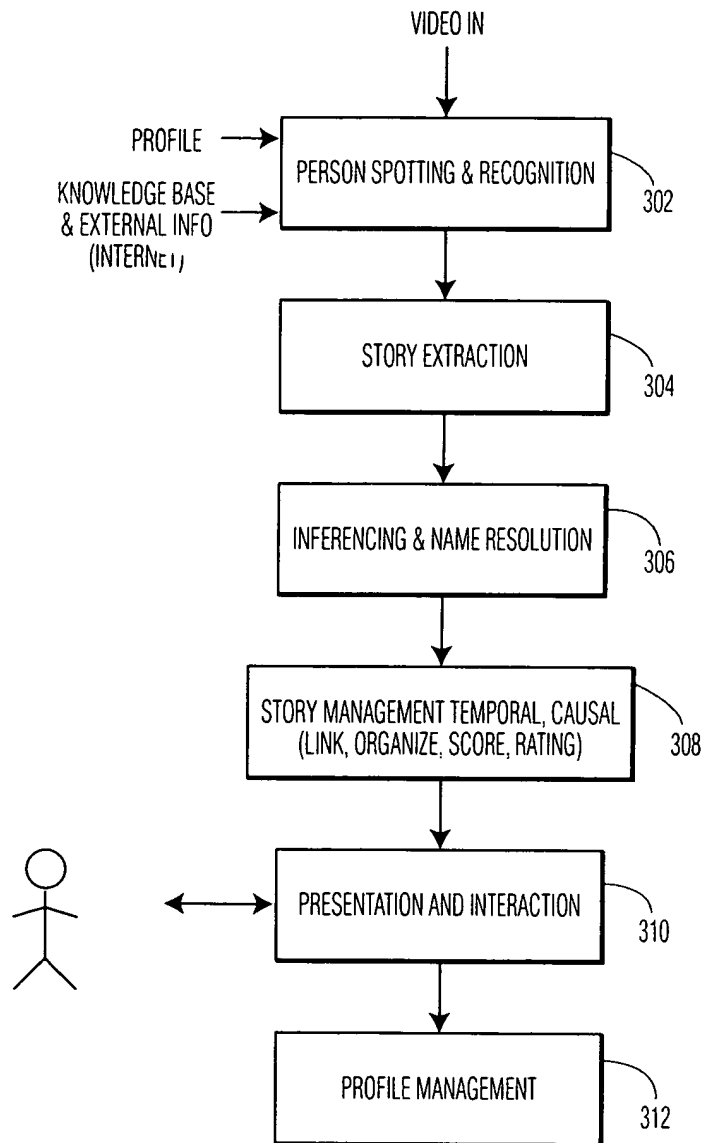 VIDEO IN
PROFILE
KNOWLEDGE BASE
& EXTERNAL INFO
(INTERNET)
PERSON SPOTTING & RECOGNITION
302
STORY EXTRACTION
304
INFERENCING & NAME RESOLUTION
306
STORY MANAGEMENT TEMPORAL, CAUSAL
(LINK, ORGANIZE, SCORE, RATING)
308
PRESENTATION AND INTERACTION
310
PROFILE MANAGEMENT
312